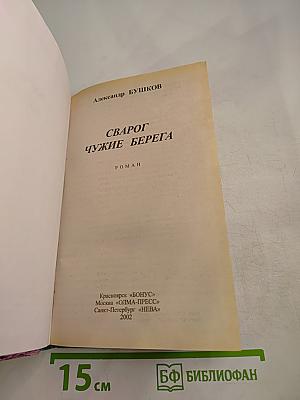 Александр БУШКОВ
СВАРОГ
ЧУЖИЕ БЕРЕГА
РОМАН
Красноярск «БОНУС»
Москва «ОЛМА-ПРЕСС»
Санкт-Петербург «НЕВА»
2002
15 см
БФ БИБЛИОФАН